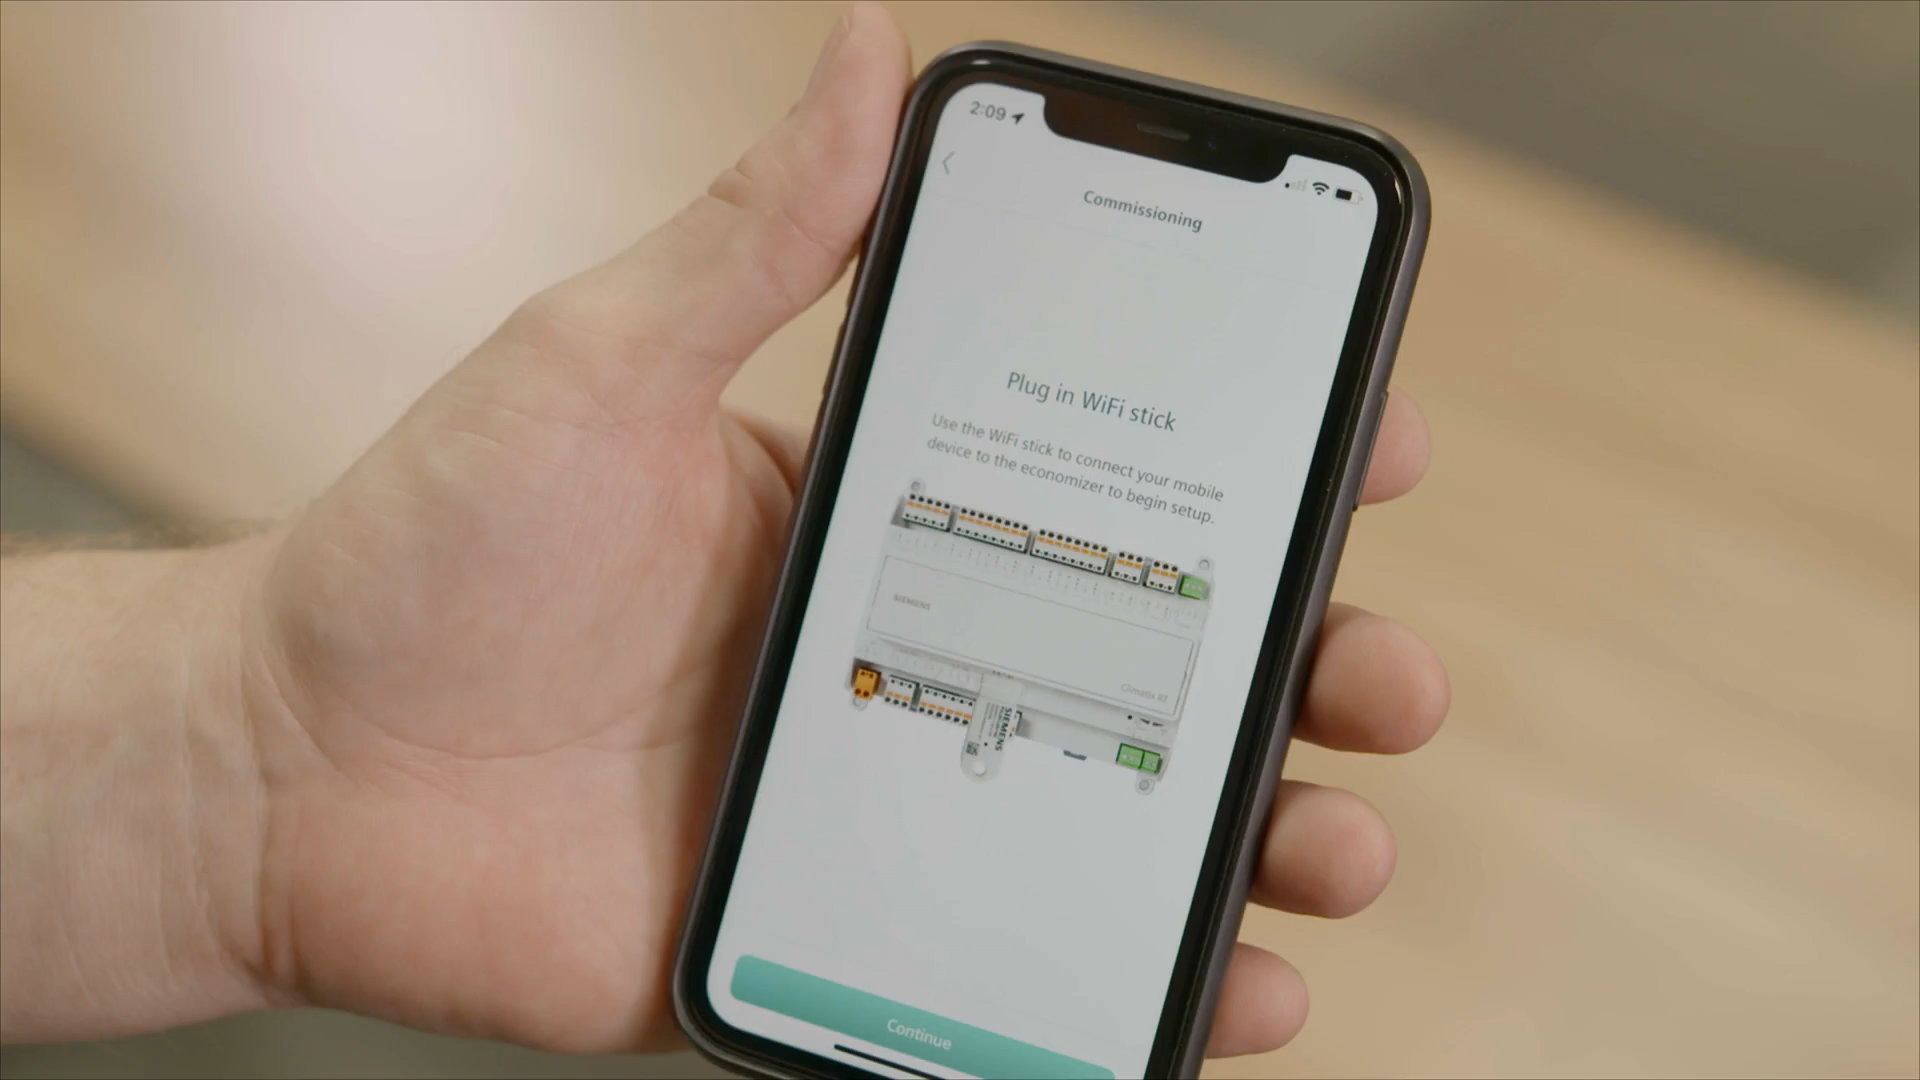 2:09
Commissioning
Plug in WiFi stick
Use the WiFi stick to connect your mobile
device to the economizer to begin setup.
SIEMENS
Climatix RT
SIEMENS
Continue